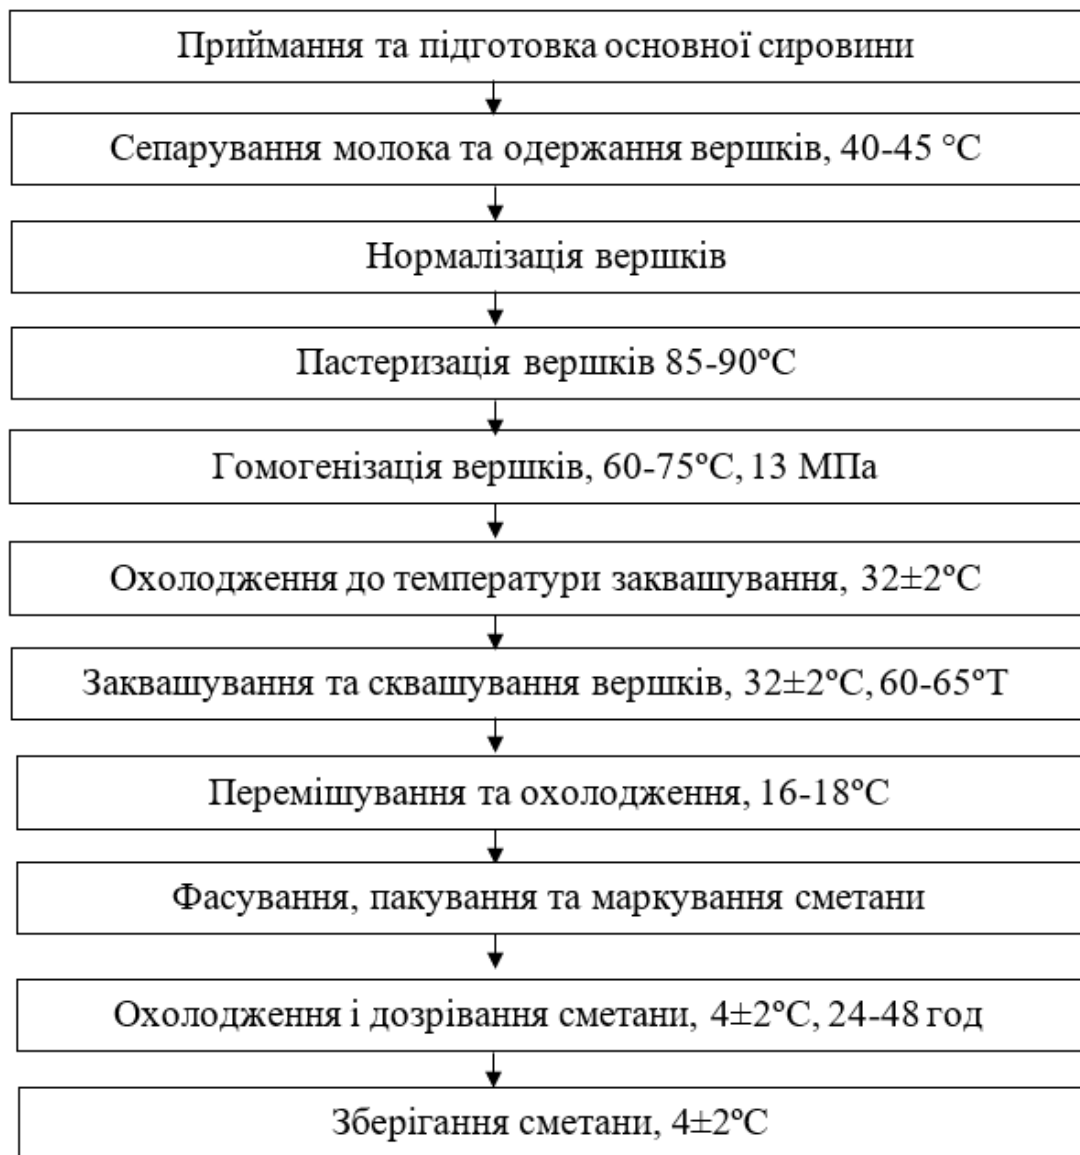 Приймання та підготовка основної сировини
Сепарування молока та одержання вершків, 40-45 °С
Нормалізація вершків
Пастеризація вершків 85-90ºС
Гомогенізація вершків, 60-75ºС, 13 МПа
Охолодження до температури заквашування, 32±2ºС
Заквашування та сквашування вершків, 32±2ºС, 60-65ºТ
Перемішування та охолодження, 16-18ºС
Фасування, пакування та маркування сметани
Охолодження і дозрівання сметани, 4±2ºС, 24-48 год
Зберігання сметани, 4±2ºС